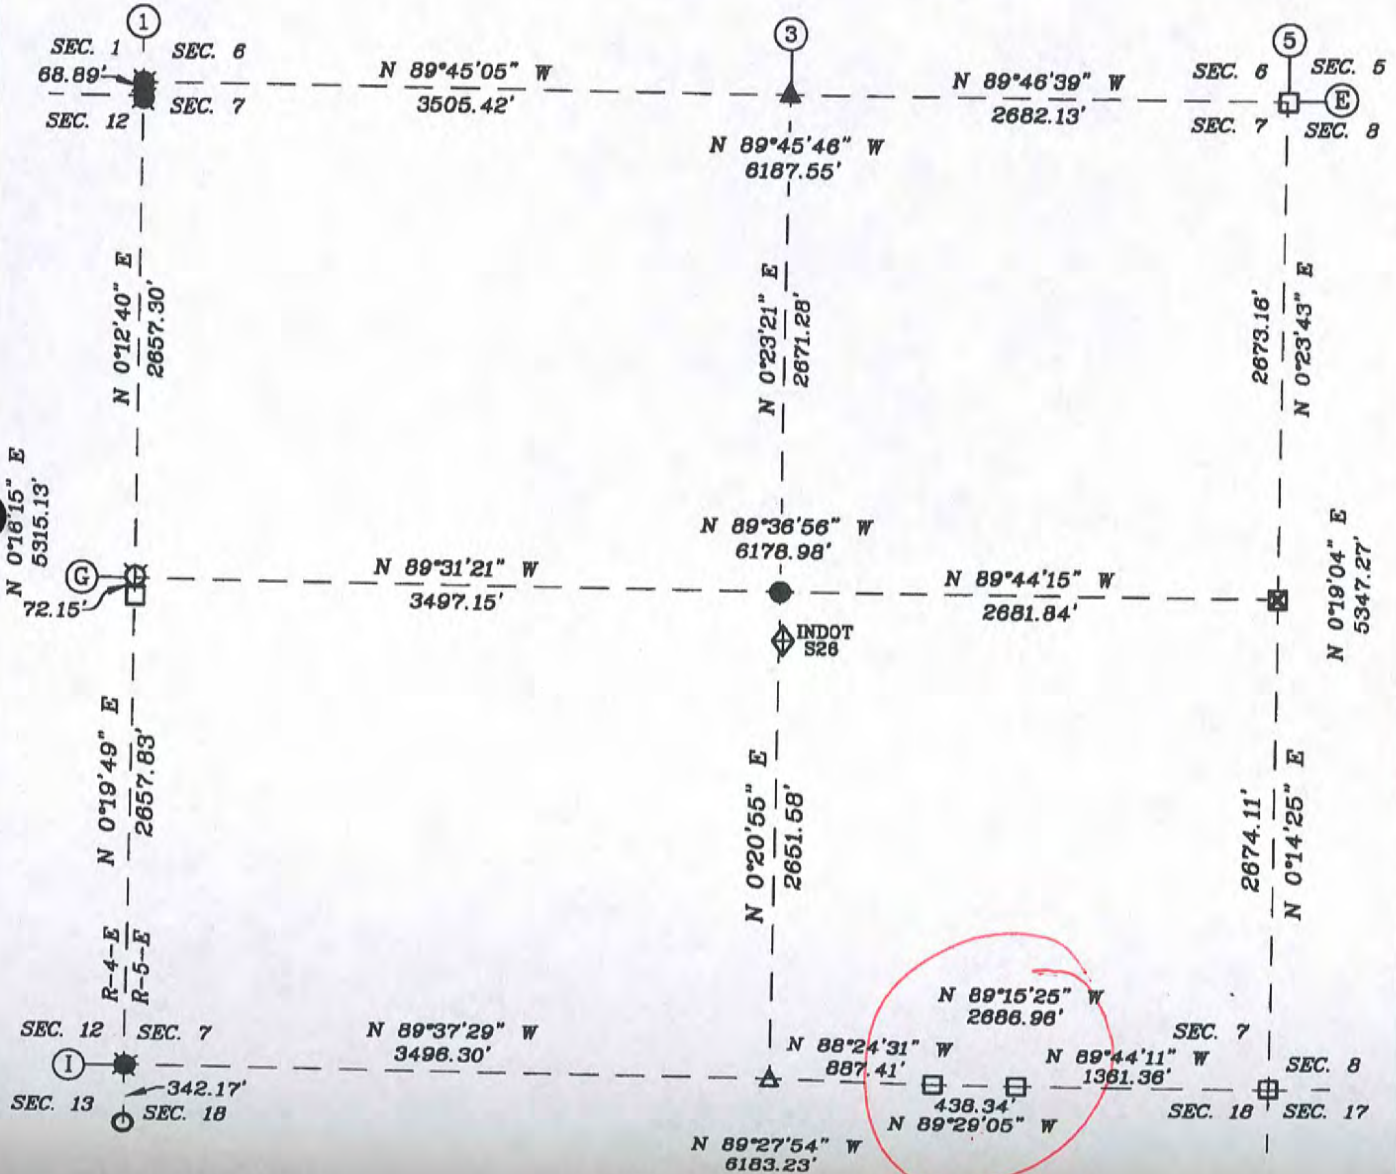 1
3
5
SEC. 1
SEC. 6
68.89'
SEC. 12
SEC. 7
N 89°45'05" W
3505.42'
N 89°46'39" W
2682.13'
SEC. 6
SEC. 5
E
SEC. 7
SEC. 8
N 89°45'46" W
6187.55'
N 0°12'40" E
2657.30'
N 0°23'21" E
2671.28'
2673.16'
N 0°23'43" E
5315.13'
N 89°36'56" W
6178.98'
G
72.15'
N 89°31'21" W
3497.15'
N 89°44'15" W
2681.84'
N 0°19'04" E
5347.27'
INDOT
S26
N 0°19'49" E
2657.83'
N 0°20'55" E
2651.58'
2674.11'
N 0°14'25" E
R-4-E
R-5-E
N 89°15'25" W
2686.96'
SEC. 12
SEC. 7
N 89°37'29" W
3496.30'
N 88°24'31" W
887.41'
N 89°44'11" W
1361.36'
SEC. 7
SEC. 8
I
342.17'
SEC. 13
SEC. 18
438.34'
N 89°29'05" W
SEC. 18
SEC. 17
N 89°27'54" W
6183.23'